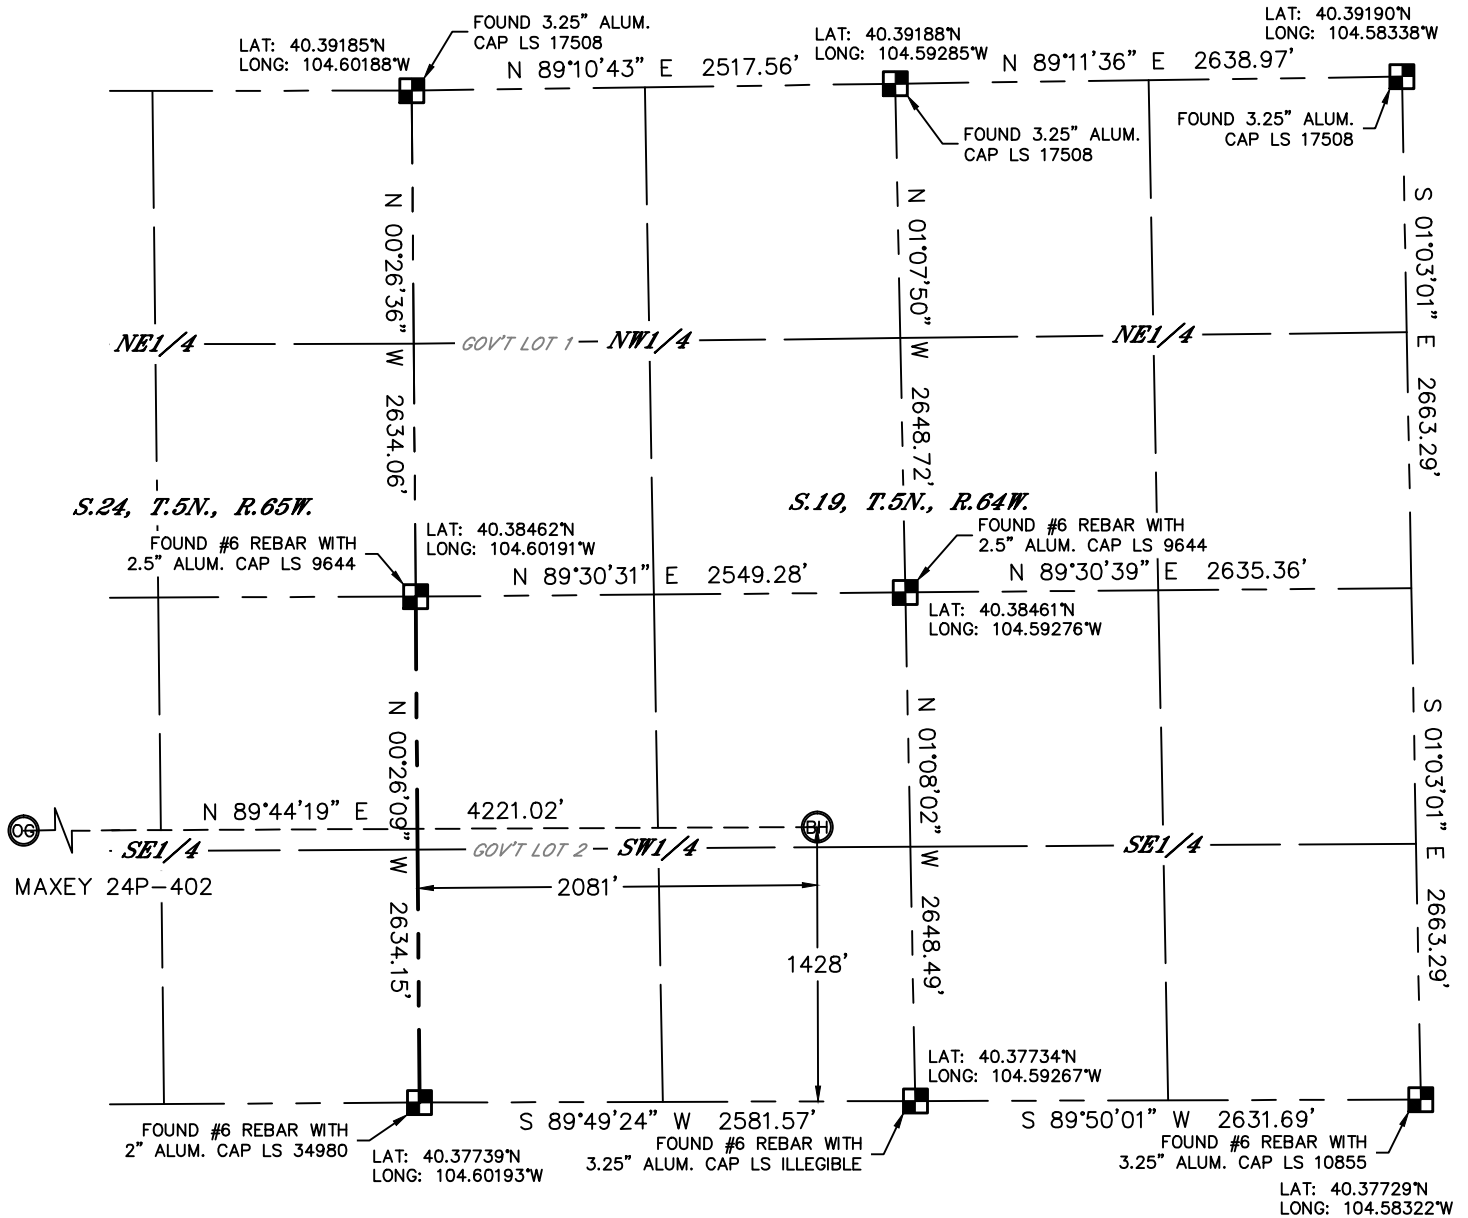 LAT: 40.39185°N
LONG: 104.60188°W
FOUND 3.25" ALUM.
CAP LS 17508
N 89°10'43" E 2517.56'
LAT: 40.39188°N
LONG: 104.59285°W
N 89°11'36" E 2638.97'
LAT: 40.39190°N
LONG: 104.58338°W
FOUND 3.25" ALUM.
CAP LS 17508
FOUND 3.25" ALUM.
CAP LS 17508
N 00°26'36" W 2634.06'
N 01°07'50" W 2648.72'
S 01°03'01" E 2663.29'
NE1/4
GOV'T LOT 1
NW1/4
NE1/4
S.24, T.5N., R.65W.
S.19, T.5N., R.64W.
FOUND #6 REBAR WITH
2.5" ALUM. CAP LS 9644
LAT: 40.38462°N
LONG: 104.60191°W
N 89°30'31" E 2549.28'
FOUND #6 REBAR WITH
2.5" ALUM. CAP LS 9644
N 89°30'39" E 2635.36'
LAT: 40.38461°N
LONG: 104.59276°W
N 00°26'09" W 2634.15'
N 01°08'02" W 2648.49'
S 01°03'01" E 2663.29'
N 89°44'19" E 4221.02'
OG
BH
SE1/4
GOV'T LOT 2
SW1/4
SE1/4
MAXEY 24P-402
2081'
1428'
LAT: 40.37734°N
LONG: 104.59267°W
S 89°49'24" W 2581.57'
S 89°50'01" W 2631.69'
FOUND #6 REBAR WITH
2" ALUM. CAP LS 34980
LAT: 40.37739°N
LONG: 104.60193°W
FOUND #6 REBAR WITH
3.25" ALUM. CAP LS ILLEGIBLE
FOUND #6 REBAR WITH
3.25" ALUM. CAP LS 10855
LAT: 40.37729°N
LONG: 104.58322°W